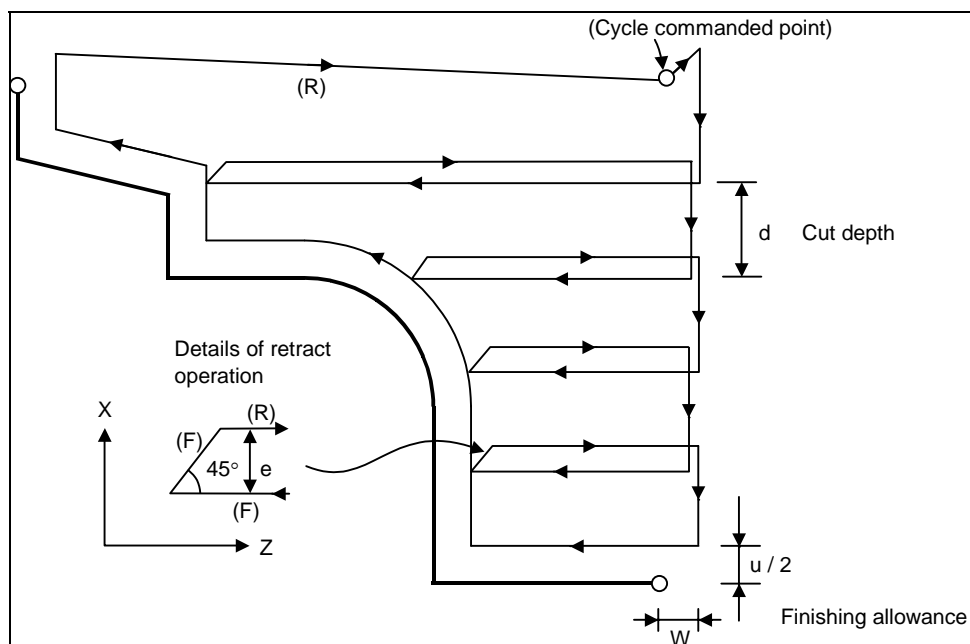 (Cycle commanded point)
(R)
d Cut depth
Details of retract
operation
X
(R)
(F)
45° e
(F)
Z
u / 2
Finishing allowance
W